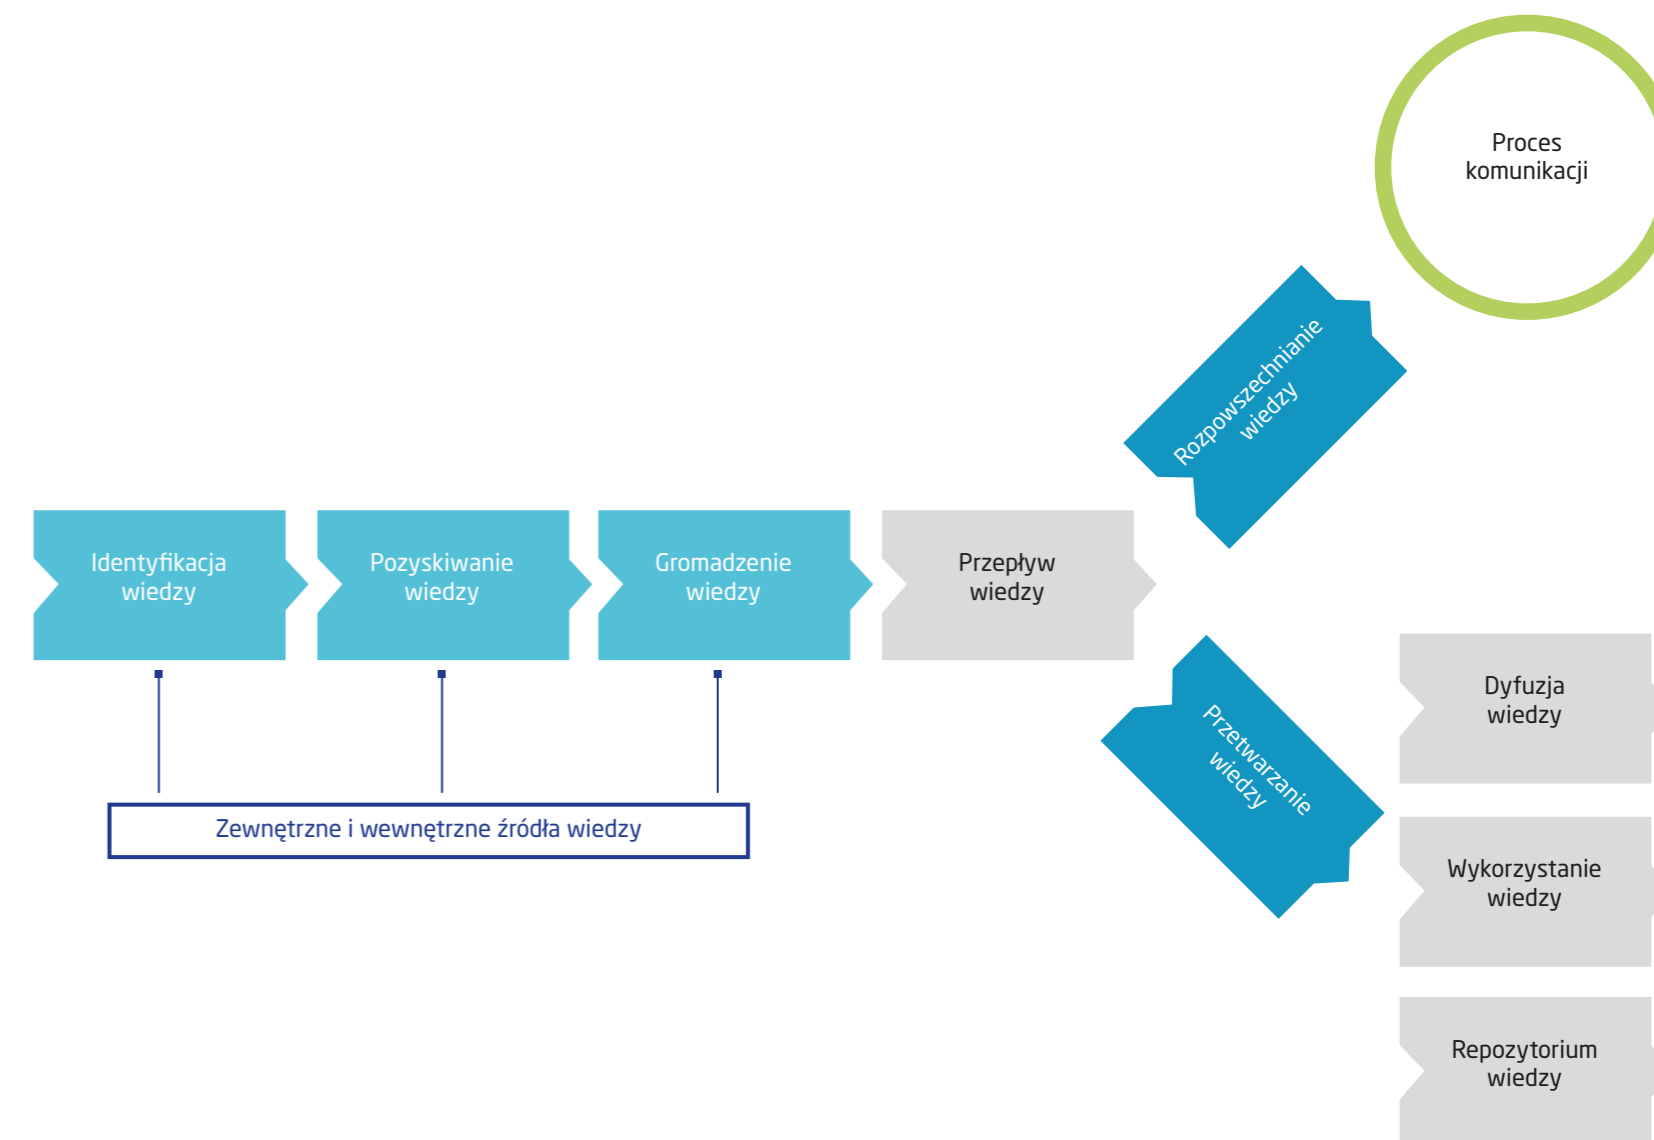 Proces
komunikacji
Rozpowszechnianie
wiedzy
Identyfikacja
wiedzy
Pozyskiwanie
wiedzy
Gromadzenie
wiedzy
Przepływ
wiedzy
Zewnętrzne i wewnętrzne źródła wiedzy
Przetwarzanie
wiedzy
Dyfuzja
wiedzy
Wykorzystanie
wiedzy
Repozytorium
wiedzy